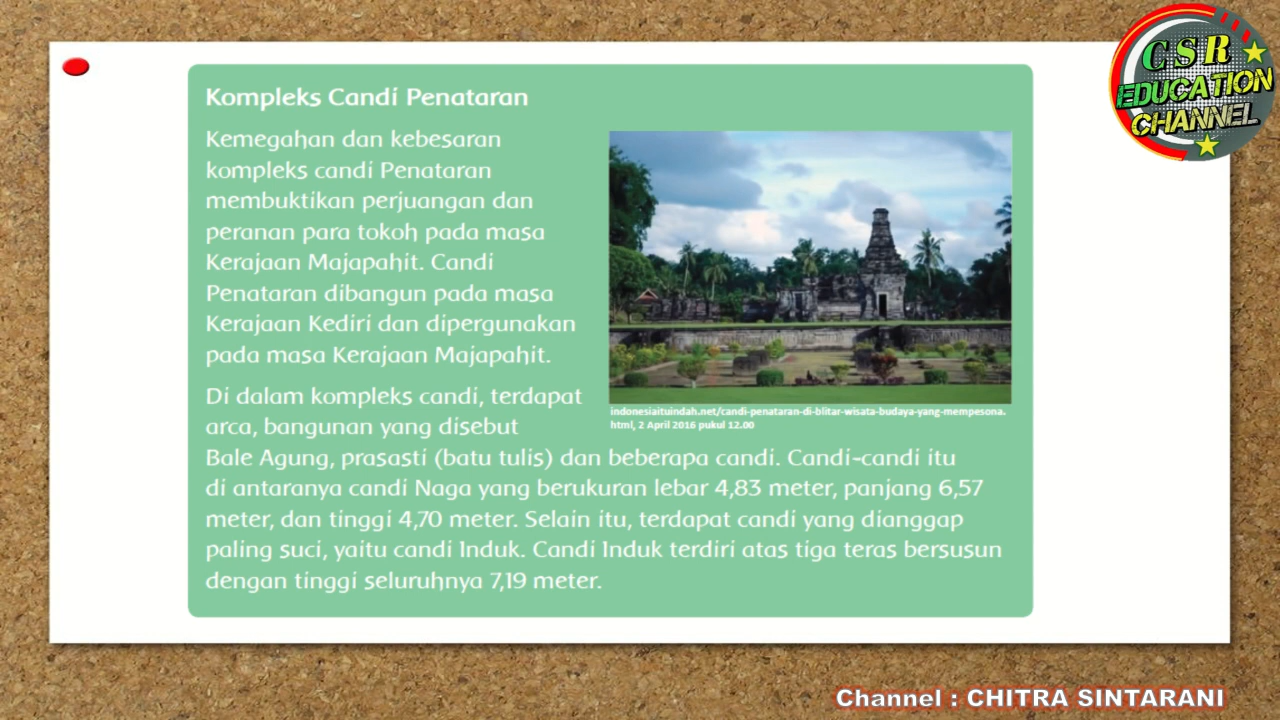 CSR
EDUCATION
CHANNEL
Kompleks Candi Penataran
Kemegahan dan kebesaran
kompleks candi Penataran
membuktikan perjuangan dan
peranan para tokoh pada masa
Kerajaan Majapahit. Candi
Penataran dibangun pada masa
Kerajaan Kediri dan dipergunakan
pada masa Kerajaan Majapahit.
Di dalam kompleks candi, terdapat
arca, bangunan yang disebut
Bale Agung, prasasti (batu tulis) dan beberapa candi. Candi-candi itu
di antaranya candi Naga yang berukuran lebar 4,83 meter, panjang 6,57
meter, dan tinggi 4,70 meter. Selain itu, terdapat candi yang dianggap
paling suci, yaitu candi Induk. Candi Induk terdiri atas tiga teras bersusun
dengan tinggi seluruhnya 7,19 meter.
indonesiaituindah.net/candi-penataran-di-blitar-wisata-budaya-yang-mempesona.
html, 2 April 2016 pukul 12.00
Channel : CHITRA SINTARANI